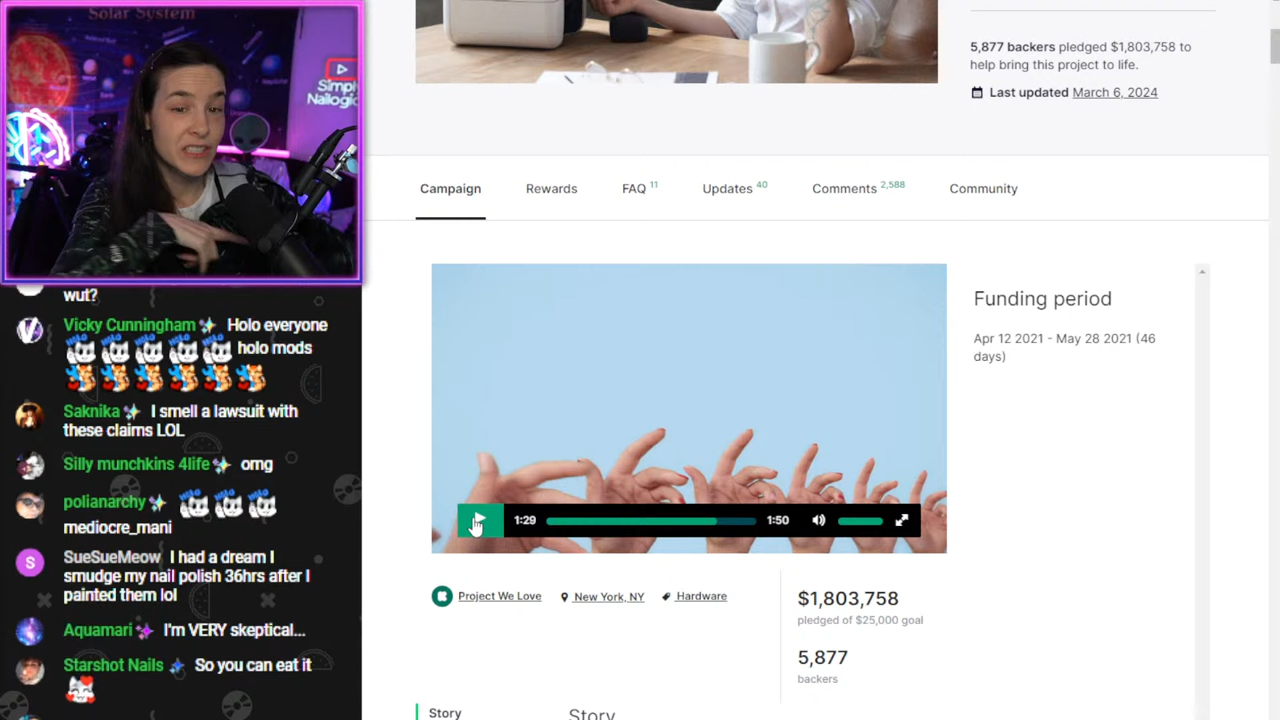 Solar System
Simply
Nailogic
wut?
Vicky Cunningham Holo everyone
holo mods
Saknika I smell a lawsuit with
these claims LOL
Silly munchkins 4life omg
polianarchy
mediocre_mani
SueSueMeow I had a dream I
smudge my nail polish 36hrs after I
painted them lol
Aquamari I'm VERY skeptical...
Starshot Nails So you can eat it
5,877 backers pledged $1,803,758 to
help bring this project to life.
Last updated March 6, 2024
Campaign Rewards FAQ 11 Updates 40 Comments 2,588 Community
1:29 1:50
Funding period
Apr 12 2021 - May 28 2021 (46
days)
Project We Love New York, NY Hardware
$1,803,758
pledged of $25,000 goal
5,877
backers
Story Story